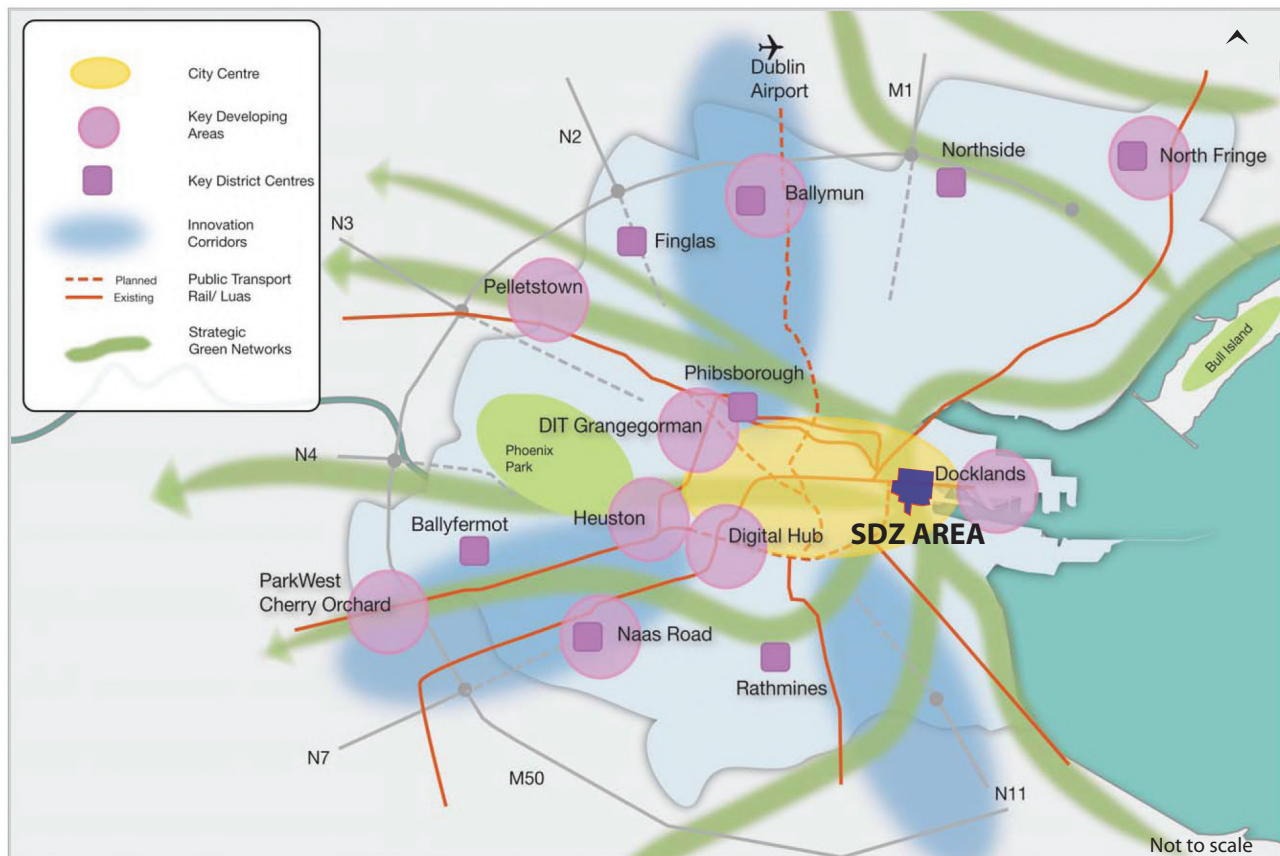 City Centre
Key Developing
Areas
Key District Centres
Innovation
Corridors
Planned
Existing
Public Transport
Rail/ Luas
Strategic
Green Networks
Dublin
Airport
M1
N2
Northside
North Fringe
Ballymun
N3
Finglas
Pelletstown
Bull Island
Phibsborough
DIT Grangegorman
Phoenix
Park
N4
Docklands
Heuston
Ballyfermot
Digital Hub
SDZ AREA
ParkWest
Cherry Orchard
Naas Road
Rathmines
N7
M50
N11
Not to scale